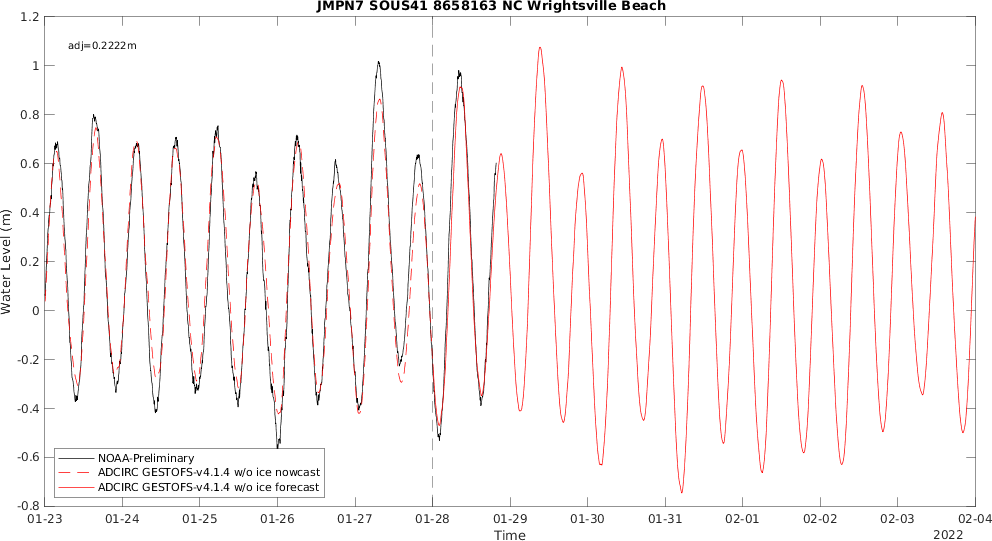 JMPN7 SOUS41 8658163 NC Wrightsville Beach
adj=0.2222m
1.2
1
0.8
0.6
0.4
0.2
0
-0.2
-0.4
-0.6
-0.8
Water Level (m)
NOAA-Preliminary
ADCIRC GESTOFS-v4.1.4 w/o ice nowcast
ADCIRC GESTOFS-v4.1.4 w/o ice forecast
01-23 01-24 01-25 01-26 01-27 01-28 01-29 01-30 01-31 02-01 02-02 02-03 02-04
Time
2022